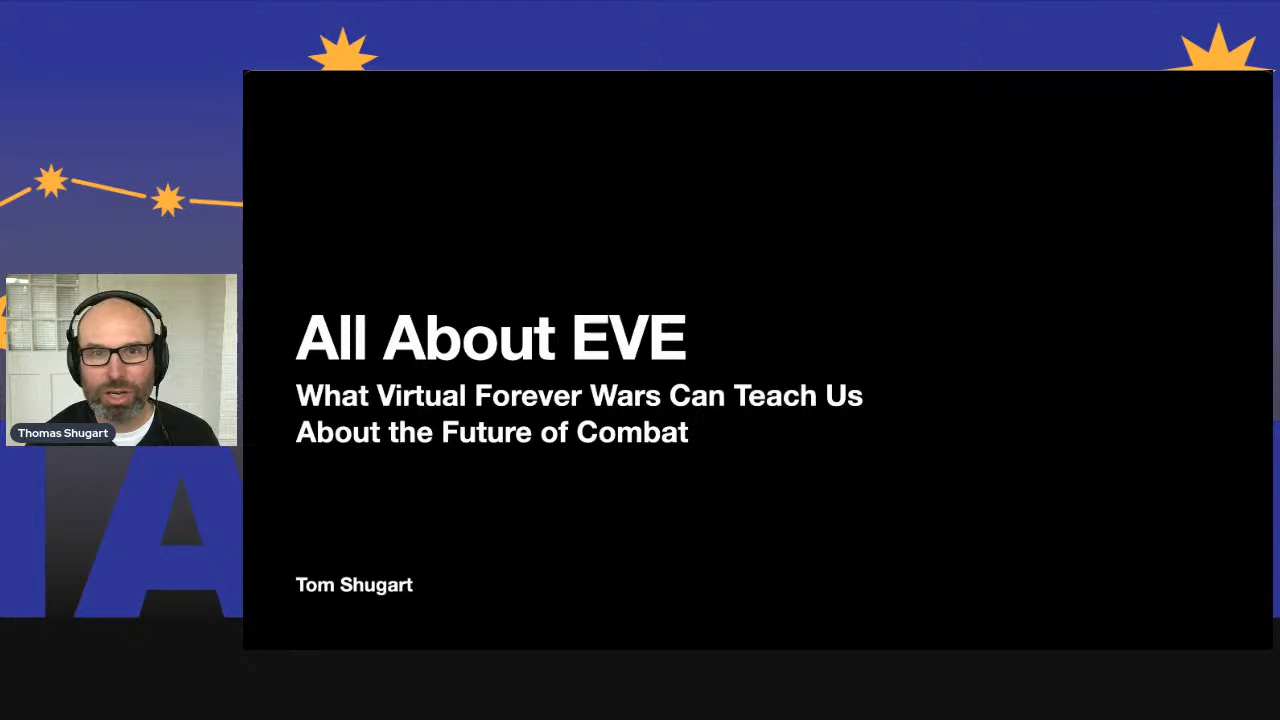 All About EVE
What Virtual Forever Wars Can Teach Us
About the Future of Combat
Thomas Shugart
Tom Shugart